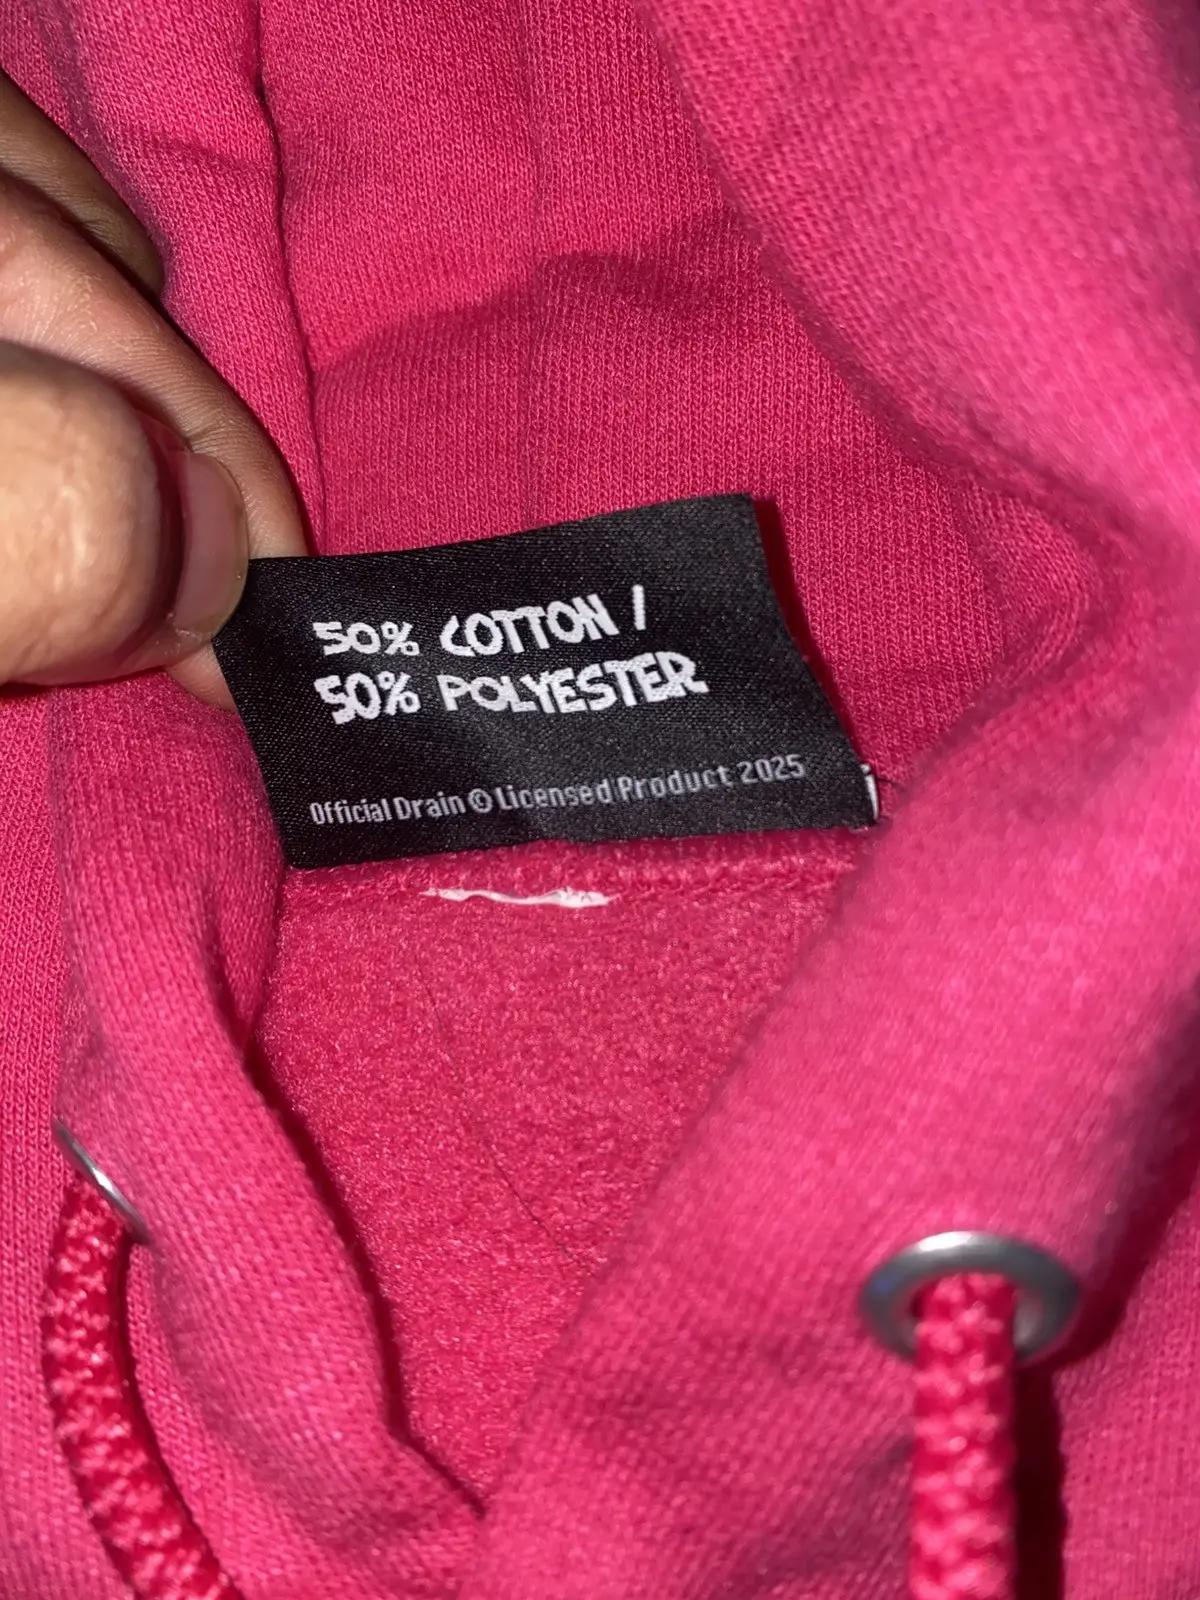 50% COTTON /
50% POLYESTER
Official Drain © Licensed Product 2025